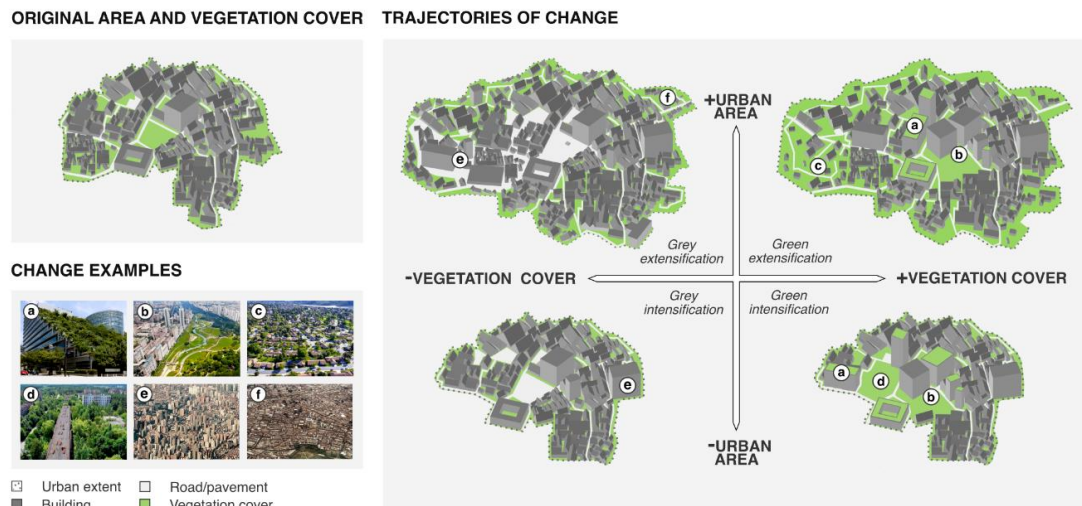 ORIGINAL AREA AND VEGETATION COVER
TRAJECTORIES OF CHANGE
f
+URBAN
AREA
a
e
b
c
Grey
extensification
Green
extensification
CHANGE EXAMPLES
-VEGETATION COVER
+VEGETATION COVER
Grey
intensification
Green
intensification
a
b
c
d
e
f
e
a
d
b
-URBAN
AREA
Urban extent
Road/pavement
Building
Vegetation cover